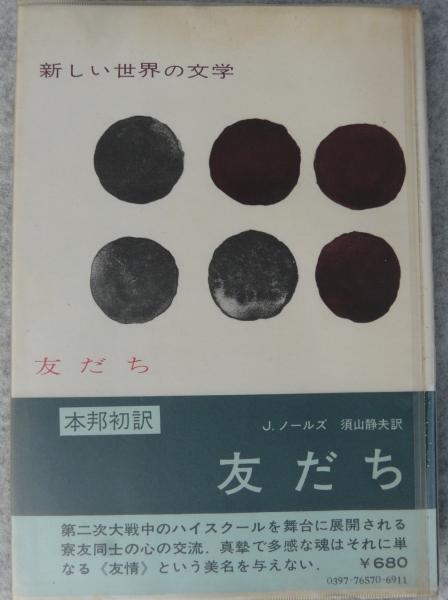 新しい世界の文学
友だち
本邦初訳
J. ノールズ 須山静夫訳
友だち
第二次大戦中のハイスクールを舞台に展開される
寮友同士の心の交流．真摯で多感な魂はそれに単
なる《友情》という美名を与えない．
￥680
0397-76570-6911